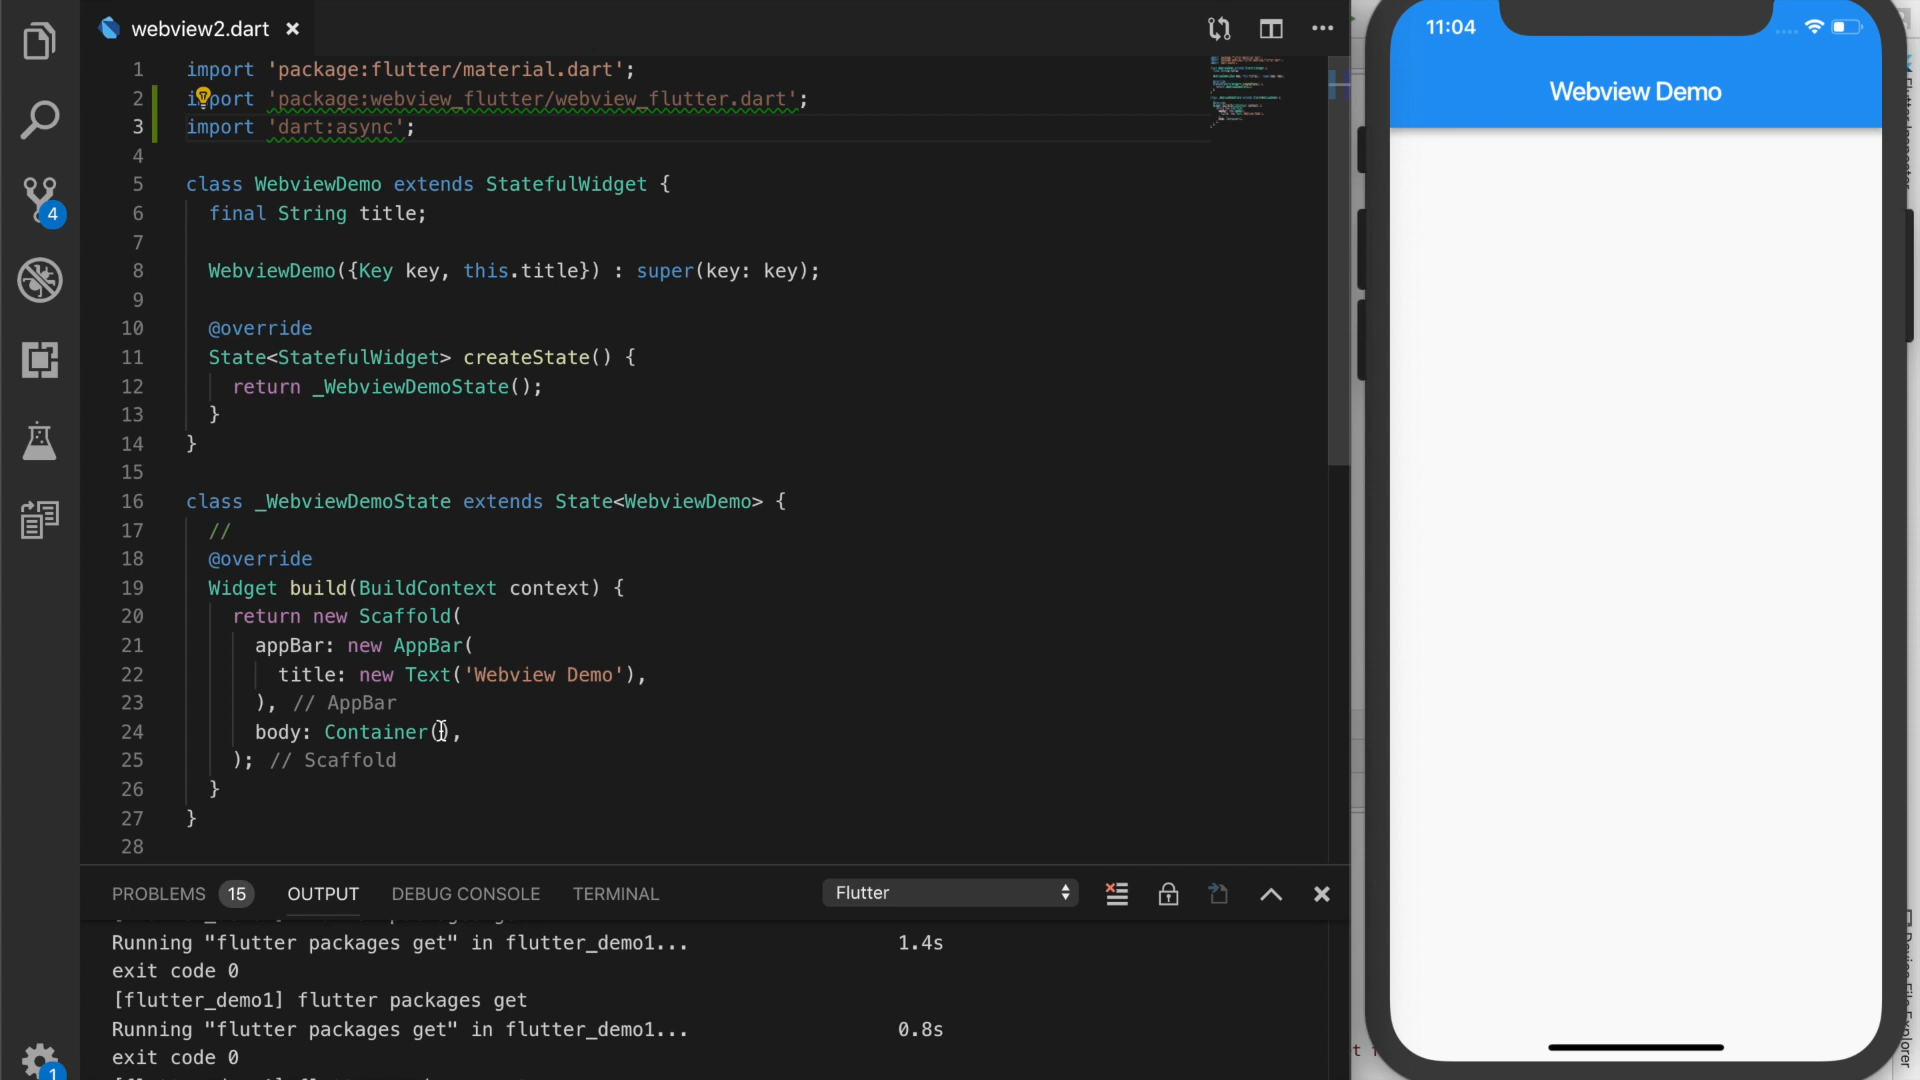 webview2.dart
1 import 'package:flutter/material.dart';
2 import 'package:webview_flutter/webview_flutter.dart';
3 import 'dart:async';
4
5 class WebviewDemo extends StatefulWidget {
6 final String title;
7
8 WebviewDemo({Key key, this.title}) : super(key: key);
9
10 @override
11 State<StatefulWidget> createState() {
12 return _WebviewDemoState();
13 }
14 }
15
16 class _WebviewDemoState extends State<WebviewDemo> {
17 //
18 @override
19 Widget build(BuildContext context) {
20 return new Scaffold(
21 appBar: new AppBar(
22 title: new Text('Webview Demo'),
23 ), // AppBar
24 body: Container(),
25 ); // Scaffold
26 }
27 }
28
4
1
PROBLEMS 15 OUTPUT DEBUG CONSOLE TERMINAL Flutter
Running "flutter packages get" in flutter_demo1... 1.4s
exit code 0
[flutter_demo1] flutter packages get
Running "flutter packages get" in flutter_demo1... 0.8s
exit code 0
11:04
Webview Demo